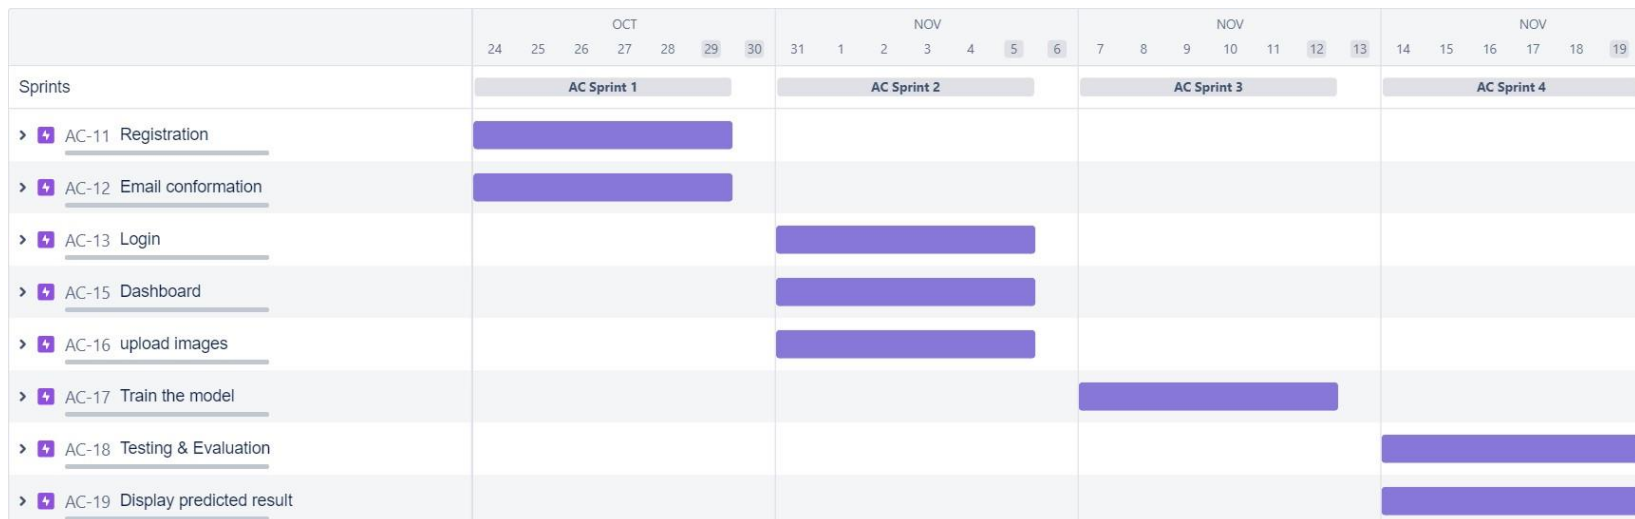 OCT NOV NOV NOV
24 25 26 27 28 29 30 31 1 2 3 4 5 6 7 8 9 10 11 12 13 14 15 16 17 18 19
Sprints AC Sprint 1 AC Sprint 2 AC Sprint 3 AC Sprint 4
AC-11 Registration
AC-12 Email conformation
AC-13 Login
AC-15 Dashboard
AC-16 upload images
AC-17 Train the model
AC-18 Testing & Evaluation
AC-19 Display predicted result